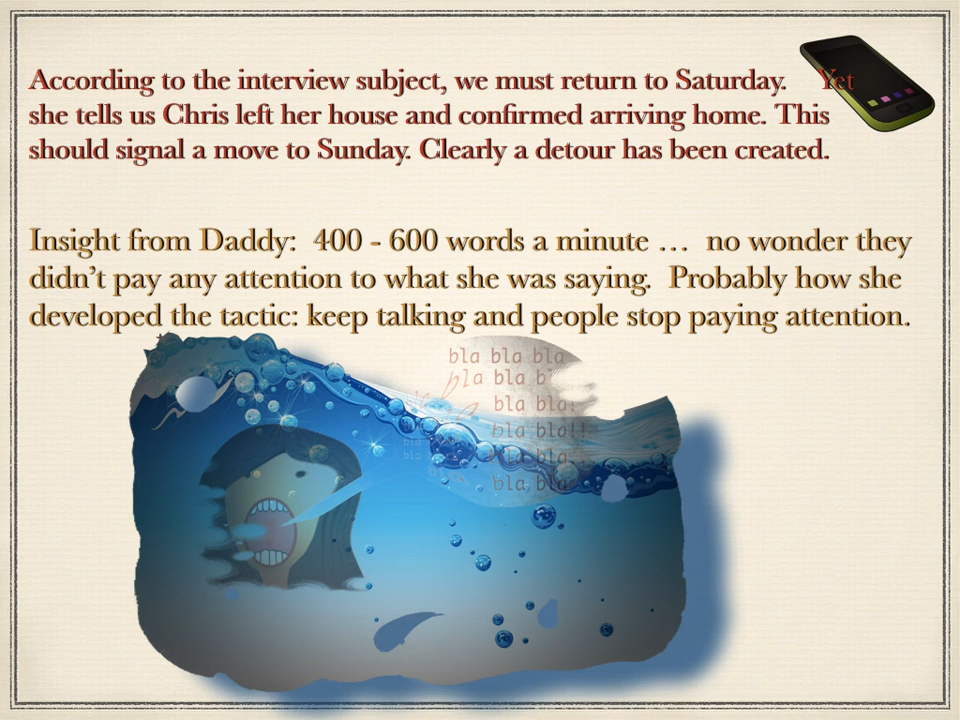 According to the interview subject, we must return to Saturday. Yet
she tells us Chris left her house and confirmed arriving home. This
should signal a move to Sunday. Clearly a detour has been created.
Insight from Daddy: 400 - 600 words a minute … no wonder they
didn’t pay any attention to what she was saying. Probably how she
developed the tactic: keep talking and people stop paying attention.
bla bla bla
bla bla
bla bla!
bla bla!!
bla bla
bla bla